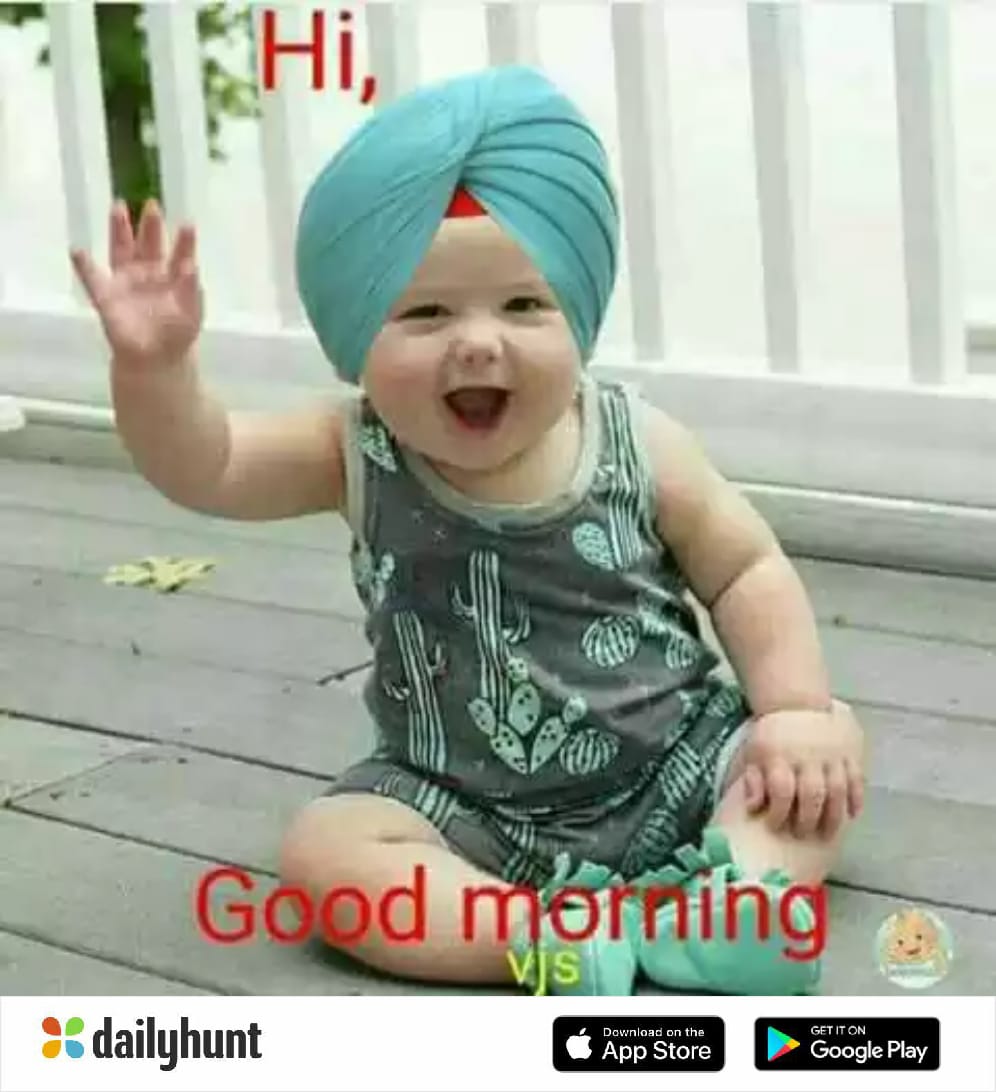 Hi,
Good morning
vjs
dailyhunt
Download on the
App Store
GET IT ON
Google Play